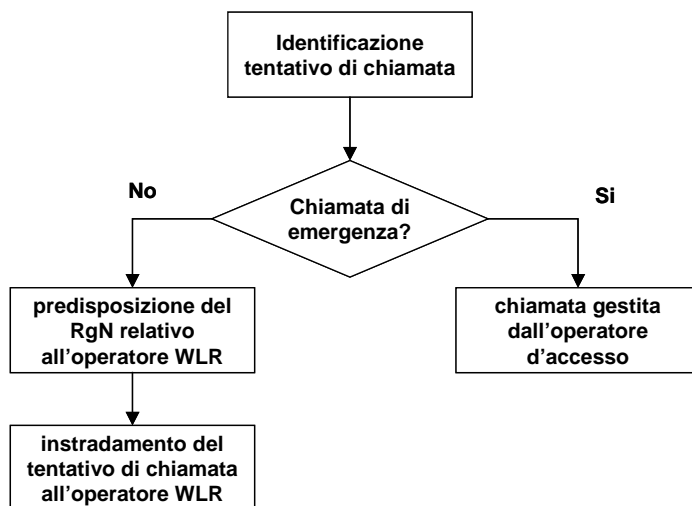 Identificazione
tentativo di chiamata
No
Si
Chiamata di
emergenza?
predisposizione del
RgN relativo
all'operatore WLR
chiamata gestita
dall'operatore
d'accesso
instradamento del
tentativo di chiamata
all'operatore WLR